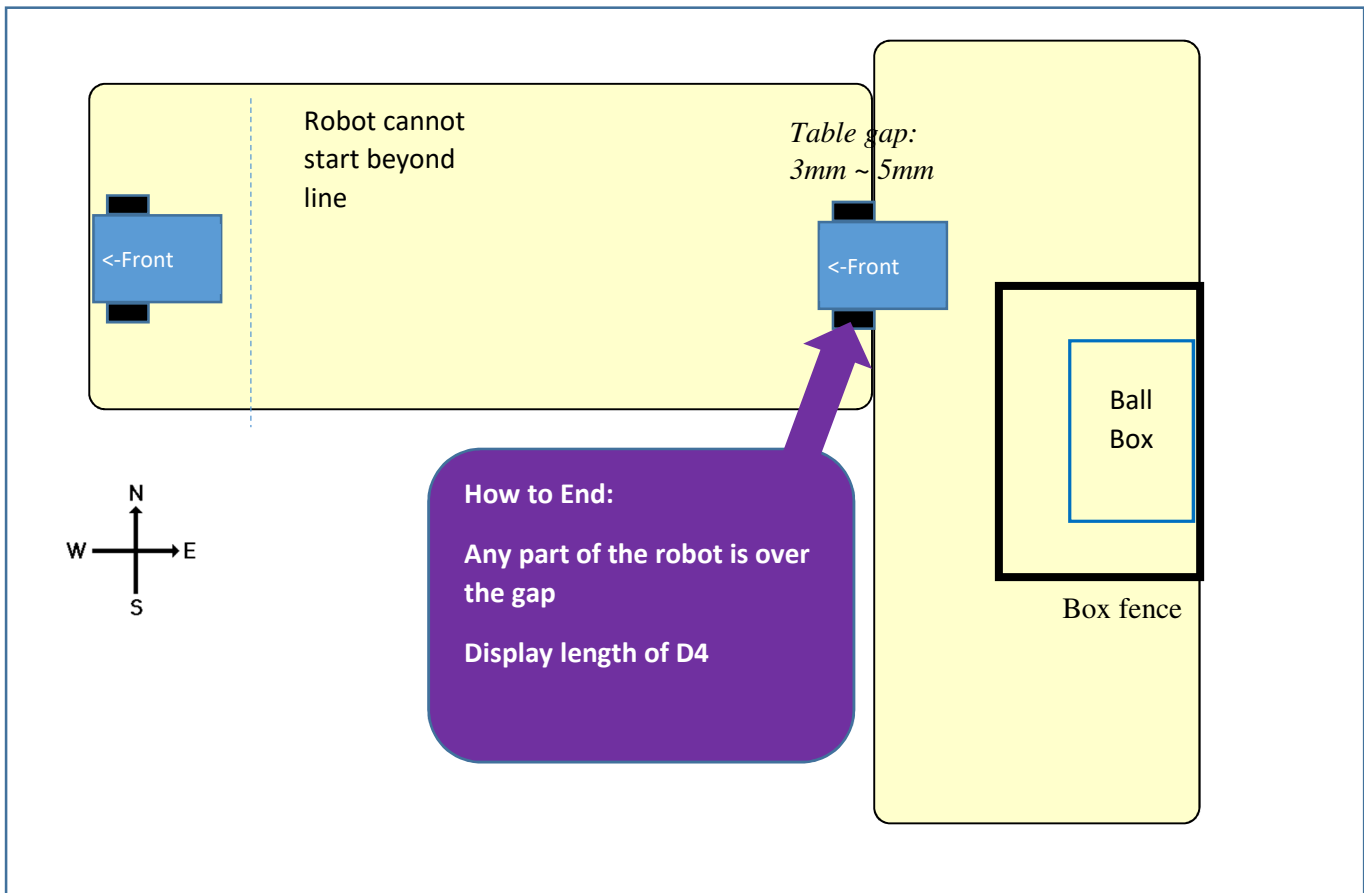 Robot cannot
start beyond
line
Table gap:
3mm ~ 5mm
<-Front
<-Front
Ball
Box
How to End:
Any part of the robot is over
the gap
Display length of D4
N
W
E
S
Box fence